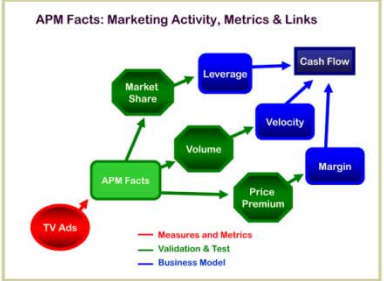 APM Facts: Marketing Activity, Metrics & Links
Cash Flow
Leverage
Market
Share
Velocity
Volume
Margin
APM Facts
Price
Premium
TV Ads
Measures and Metrics
Validation & Test
Business Model